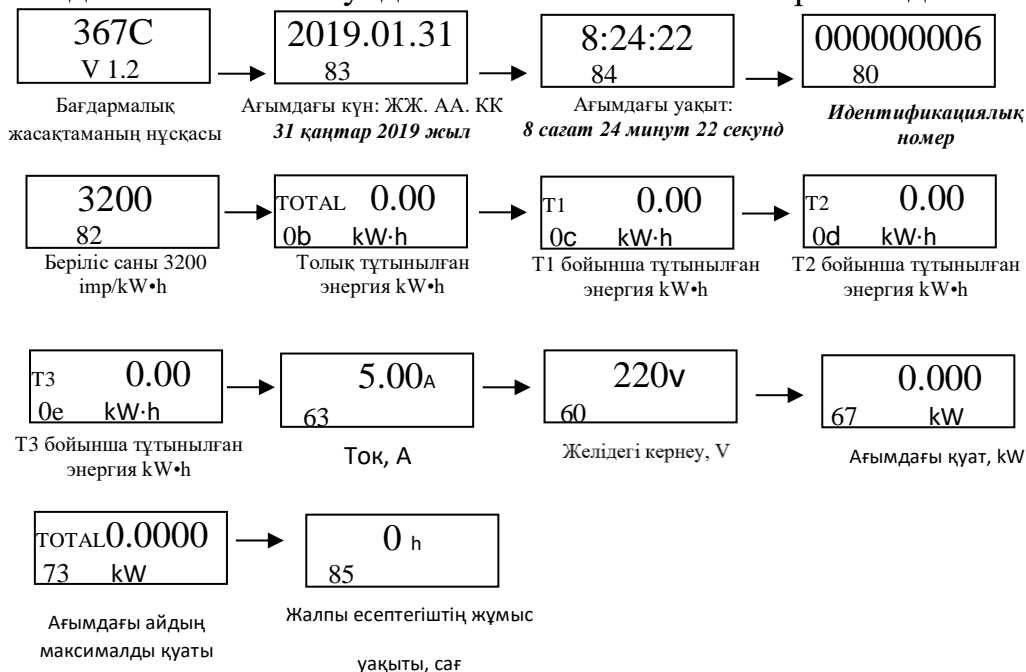 367C
V 1.2
Бағдармалық
жасақтаманың нұсқасы
2019.01.31
83
Ағымдағы күн: ЖЖ. АА. КК
31 қаңтар 2019 жыл
8:24:22
84
Ағымдағы уақыт:
8 сағат 24 минут 22 секунд
000000006
80
Идентификациялық
номер
3200
82
Беріліс саны 3200
imp/kW•h
TOTAL 0.00
0b kW·h
Толық тұтынылған
энергия kW•h
T1 0.00
0c kW·h
Т1 бойынша тұтынылған
энергия kW•h
T2 0.00
0d kW·h
Т2 бойынша тұтынылған
энергия kW•h
T3 0.00
0e kW·h
Т3 бойынша тұтынылған
энергия kW•h
5.00A
63
Ток, А
220v
60
Желідегі кернеу, V
0.000
67 kW
Ағымдағы қуат, kW
TOTAL0.0000
73 kW
Ағымдағы айдың
максималды қуаты
0 h
85
Жалпы есептегіштің жұмыс
уақыты, сағ